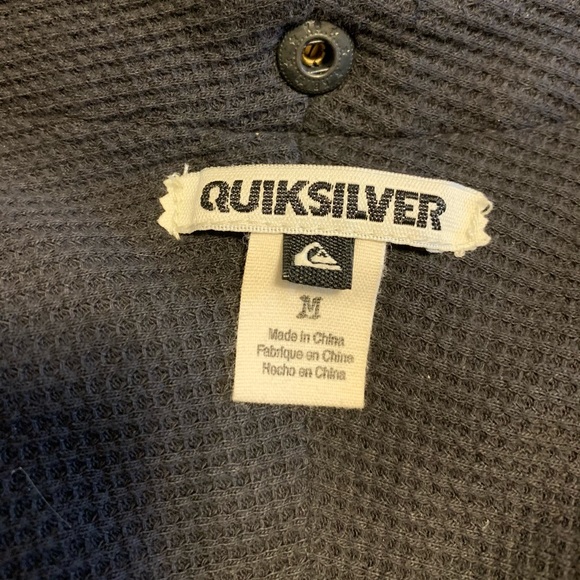 QUIKSILVER
M
Made in China
Fabrique en Chine
Hecho en China